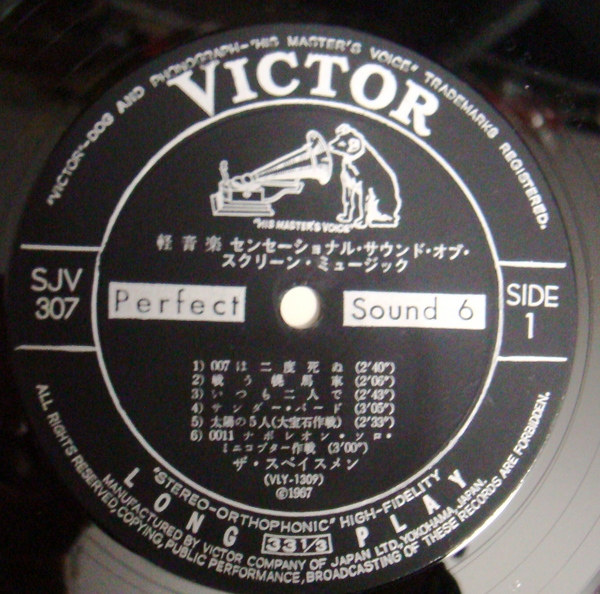 "VICTOR"-DOG AND PHONOGRAPH-"HIS MASTER'S VOICE" TRADEMARKS REGISTERED.
VICTOR
"HIS MASTER'S VOICE"
軽音楽 センセーショナル・サウンド・オブ・
スクリーン・ミュージック
SJV
307
Perfect
Sound 6
SIDE
1
1) 007は二度死ぬ (2'40")
2) 戦う幌馬車 (2'06")
3) いつも二人で (2'43")
4) サンダー・バード (3'05")
5) 太陽の5人(大宝石作戦) (2'33")
6) 0011 ナポレオン・ソロ・
ミニコプター作戦 (3'00")
ザ・スペイスメン
(VLY-1309)
©1967
"STEREO-ORTHOPHONIC" HIGH-FIDELITY
LONG 33 1/3 PLAY
MANUFACTURED BY VICTOR COMPANY OF JAPAN LTD., YOKOHAMA, JAPAN.
ALL RIGHTS RESERVED, COPYING, PUBLIC PERFORMANCE, BROADCASTING OF THESE RECORDS ARE FORBIDDEN.